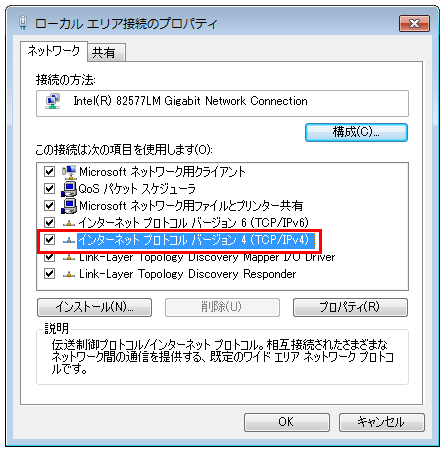 ローカル エリア接続のプロパティ
ネットワーク 共有
接続の方法:
Intel(R) 82577LM Gigabit Network Connection
構成(C)...
この接続は次の項目を使用します(O):
Microsoft ネットワーク用クライアント
QoS パケット スケジューラ
Microsoft ネットワーク用ファイルとプリンター共有
インターネット プロトコル バージョン 6 (TCP/IPv6)
インターネット プロトコル バージョン 4 (TCP/IPv4)
Link-Layer Topology Discovery Mapper I/O Driver
Link-Layer Topology Discovery Responder
インストール(N)... 削除(U) プロパティ(R)
説明
伝送制御プロトコル/インターネット プロトコル。相互接続されたさまざまな
ネットワーク間の通信を提供する、既定のワイド エリア ネットワーク プロトコ
ルです。
OK キャンセル